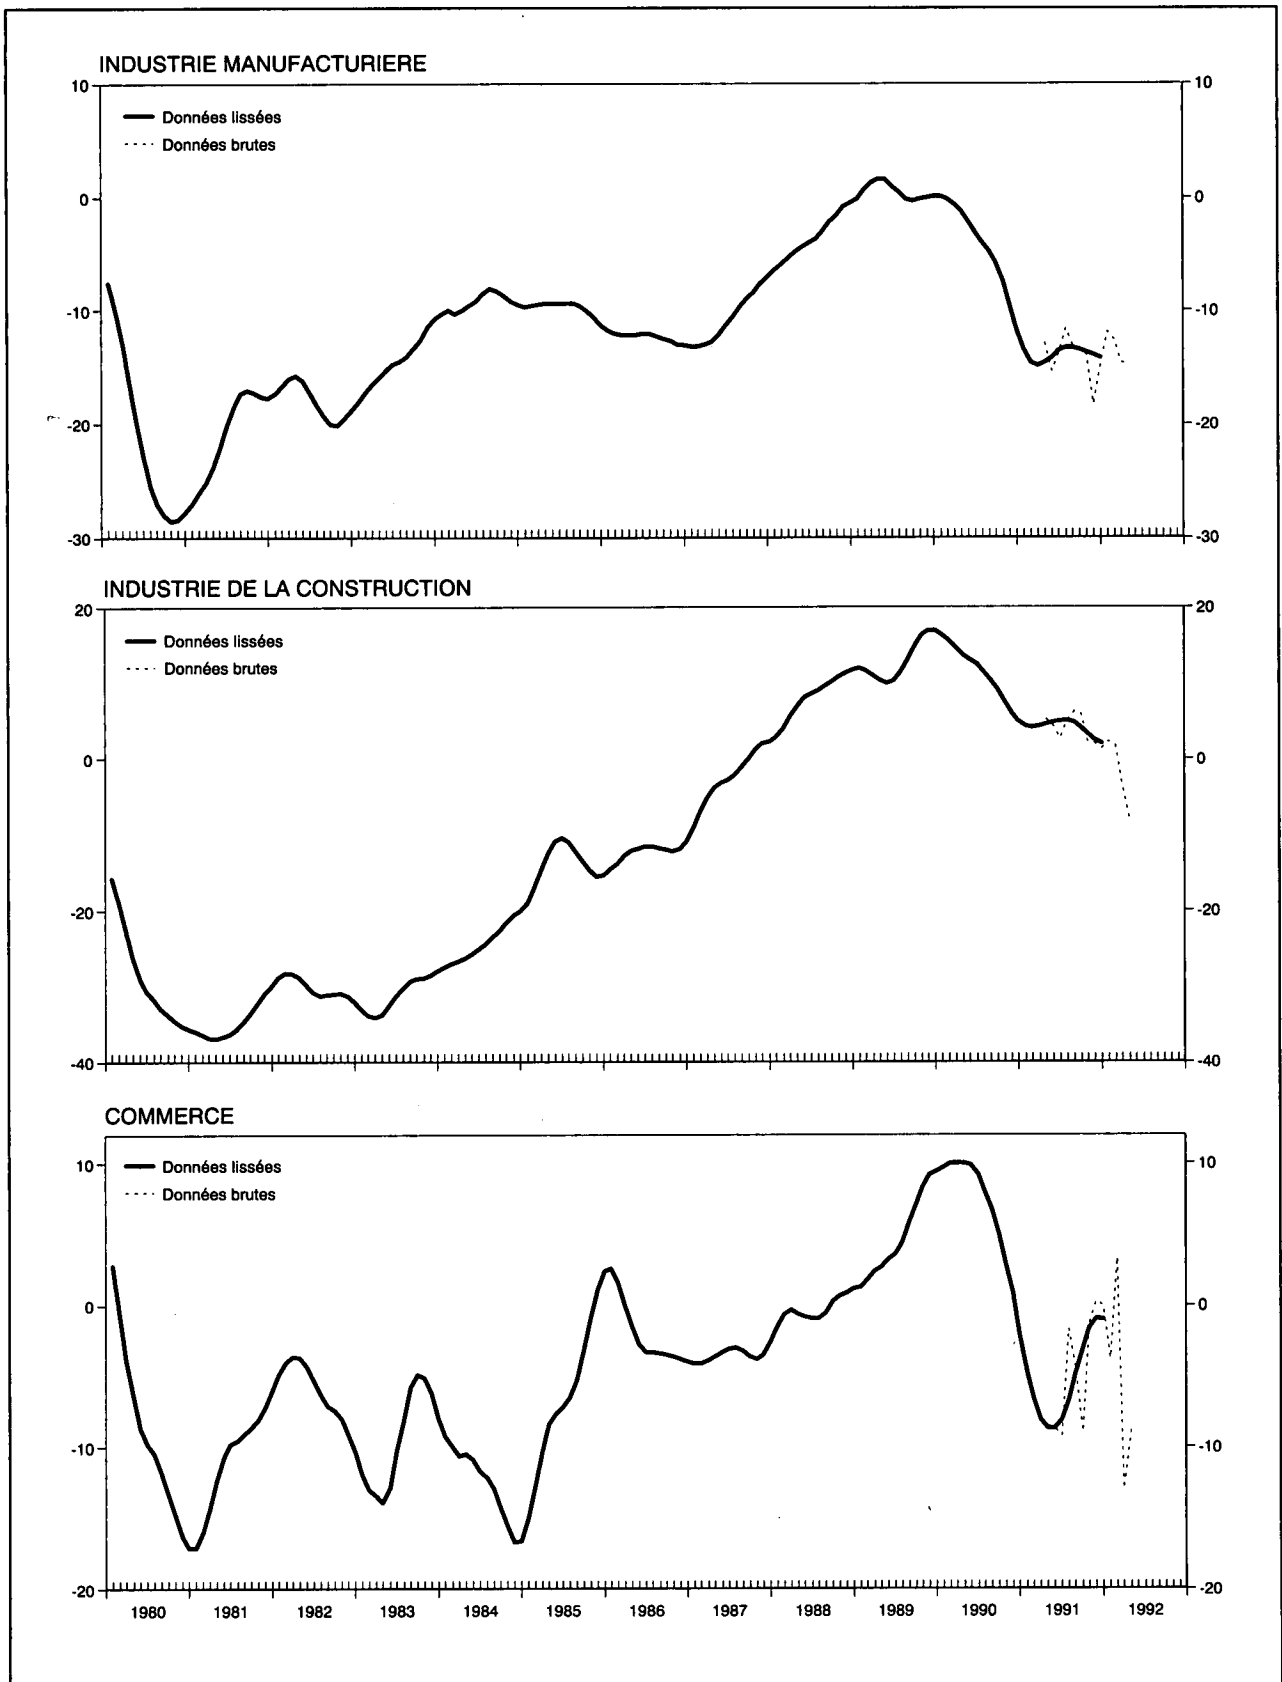 INDUSTRIE MANUFACTURIERE
10 10
Données lissées
Données brutes
0 0
-10 -10
-20 -20
-30 -30
INDUSTRIE DE LA CONSTRUCTION
20 20
Données lissées
Données brutes
0 0
-20 -20
-40 -40
COMMERCE
10 10
Données lissées
Données brutes
0 0
-10 -10
-20 -20
1980 1981 1982 1983 1984 1985 1986 1987 1988 1989 1990 1991 1992